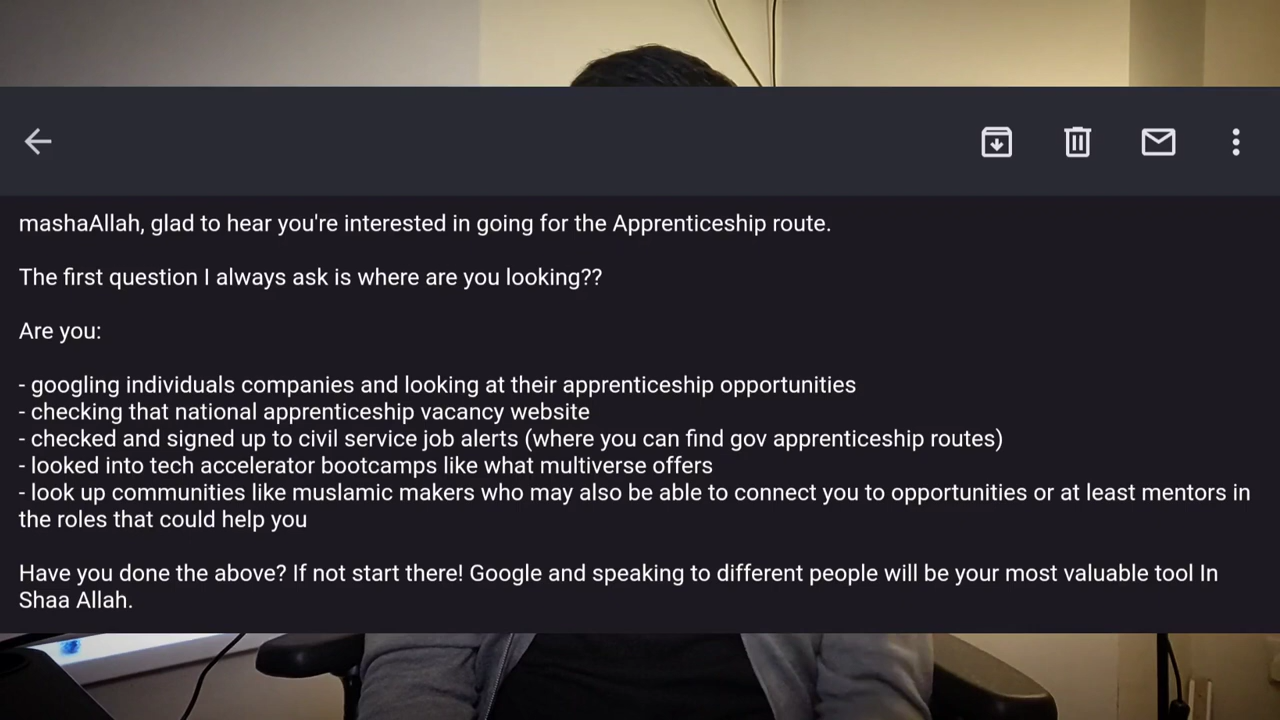 mashaAllah, glad to hear you're interested in going for the Apprenticeship route.
The first question I always ask is where are you looking??
Are you:
- googling individuals companies and looking at their apprenticeship opportunities
- checking that national apprenticeship vacancy website
- checked and signed up to civil service job alerts (where you can find gov apprenticeship routes)
- looked into tech accelerator bootcamps like what multiverse offers
- look up communities like muslamic makers who may also be able to connect you to opportunities or at least mentors in
the roles that could help you
Have you done the above? If not start there! Google and speaking to different people will be your most valuable tool In
Shaa Allah.